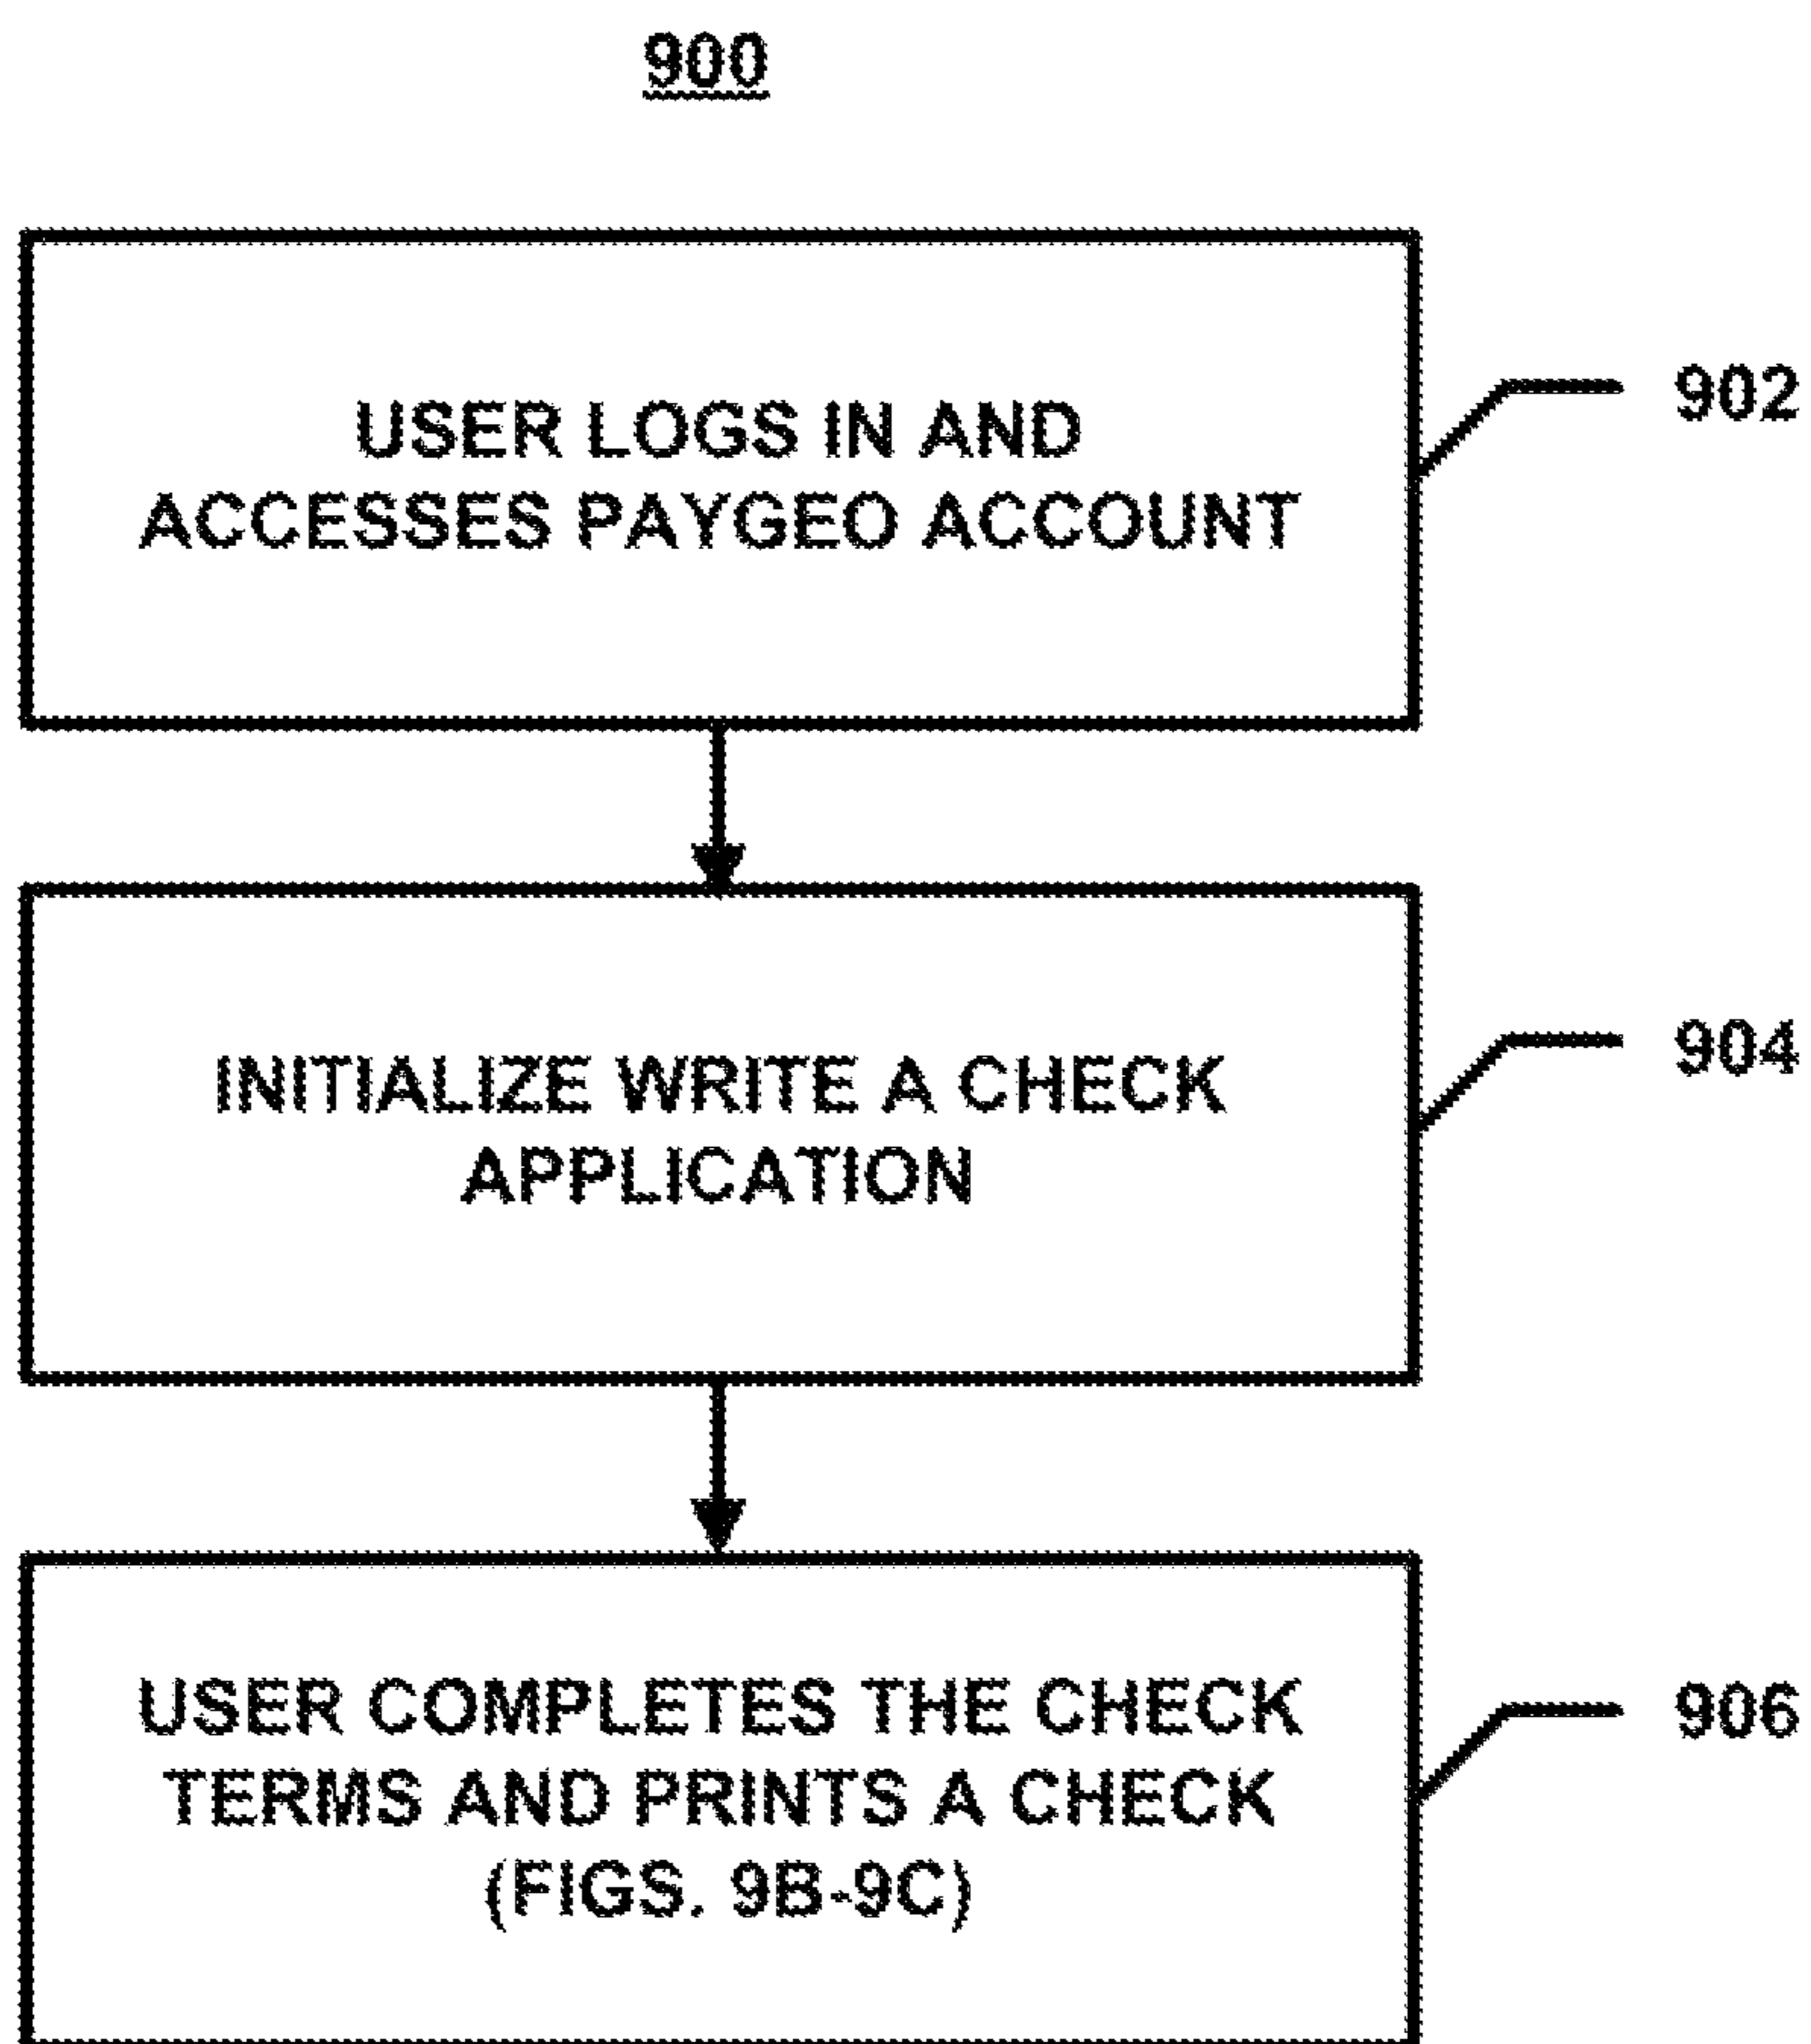 900
USER LOGS IN AND
ACCESSES PAYGEO ACCOUNT
902
INITIALIZE WRITE A CHECK
APPLICATION
904
USER COMPLETES THE CHECK
TERMS AND PRINTS A CHECK
(FIGS. 9B-9C)
906